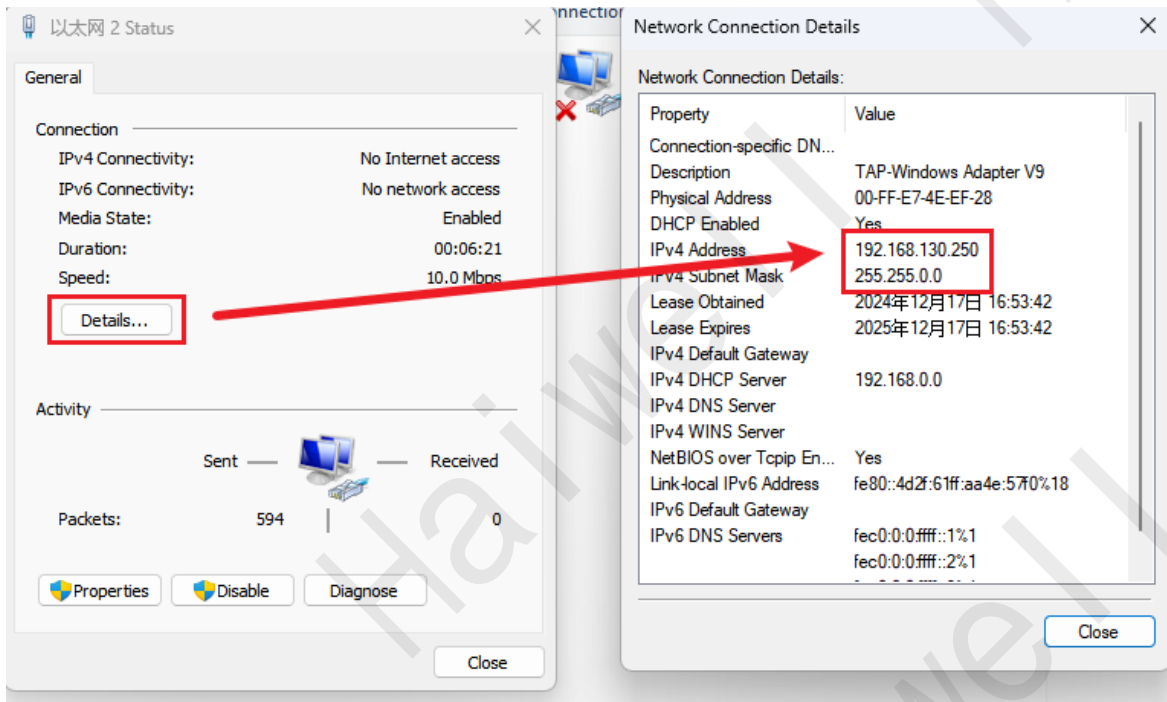 以太网 2 Status
General
Connection
IPv4 Connectivity: No Internet access
IPv6 Connectivity: No network access
Media State: Enabled
Duration: 00:06:21
Speed: 10.0 Mbps
Details...
Activity
Sent — — Received
Packets: 594 0
Properties Disable Diagnose
Close
Network Connection Details
Network Connection Details:
Property Value
Connection-specific DN...
Description TAP-Windows Adapter V9
Physical Address 00-FF-E7-4E-EF-28
DHCP Enabled Yes
IPv4 Address 192.168.130.250
IPv4 Subnet Mask 255.255.0.0
Lease Obtained 2024年12月17日 16:53:42
Lease Expires 2025年12月17日 16:53:42
IPv4 Default Gateway
IPv4 DHCP Server 192.168.0.0
IPv4 DNS Server
IPv4 WINS Server
NetBIOS over Tcpip En... Yes
Link-local IPv6 Address fe80::4d2f:61ff:aa4e:57f0%18
IPv6 Default Gateway
IPv6 DNS Servers fec0:0:0:ffff::1%1
fec0:0:0:ffff::2%1
Close
Haiwell